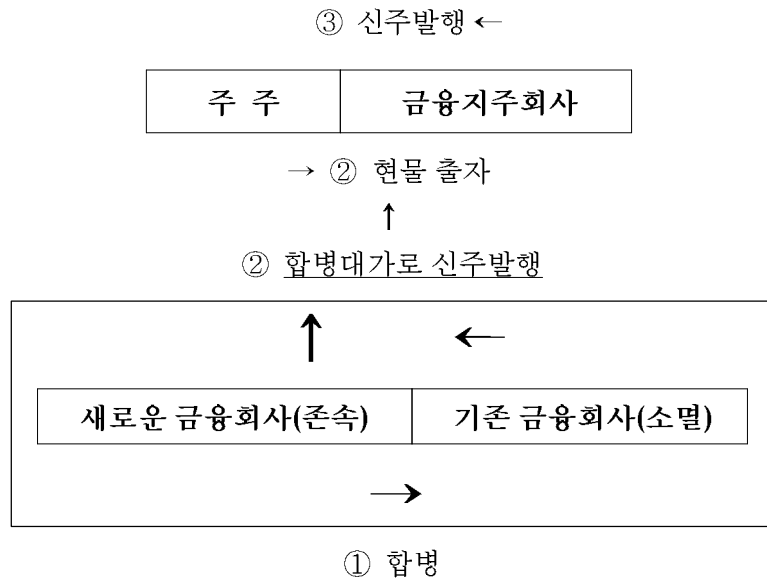 ③ 신주발행 ←
주 주 금융지주회사
→ ② 현물 출자
↑
② 합병대가로 신주발행
↑ ←
새로운 금융회사(존속) 기존 금융회사(소멸)
→
① 합병